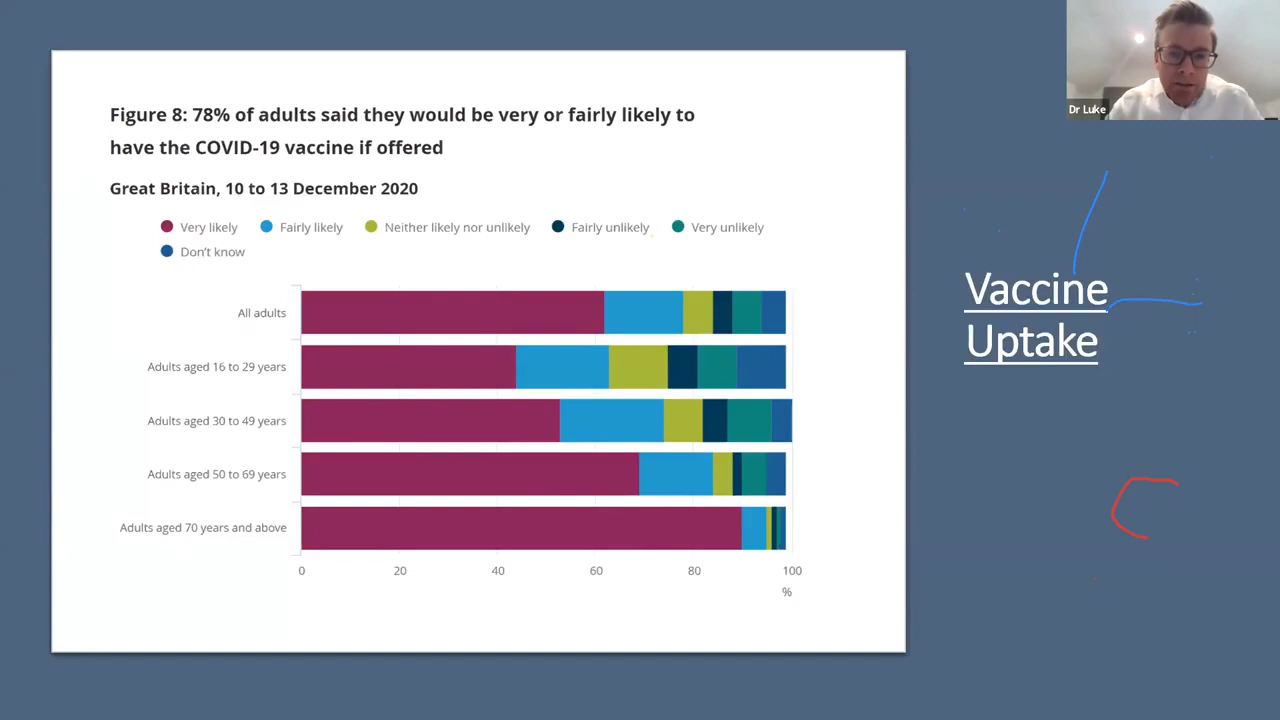 Dr Luke
Figure 8: 78% of adults said they would be very or fairly likely to
have the COVID-19 vaccine if offered
Great Britain, 10 to 13 December 2020
Very likely Fairly likely Neither likely nor unlikely Fairly unlikely Very unlikely
Don't know
All adults
Adults aged 16 to 29 years
Adults aged 30 to 49 years
Adults aged 50 to 69 years
Adults aged 70 years and above
0 20 40 60 80 100
%
Vaccine
Uptake